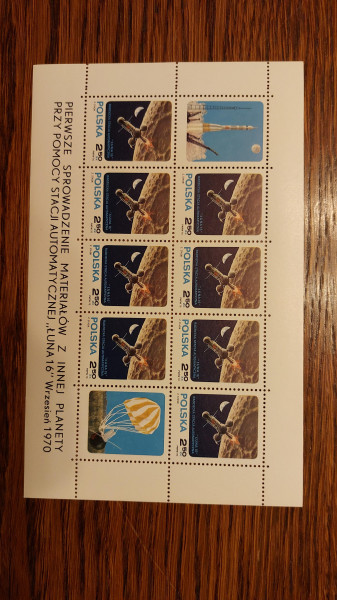 PIERWSZE SPROWADZENIE MATERIAŁÓW Z INNEJ PLANETY
PRZY POMOCY STACJI AUTOMATYCZNEJ „ŁUNA 16" Wrzesień 1970
POLSKA 2.50
POLSKA 2.50
POLSKA 2.50
POLSKA 2.50
POLSKA 2.50
POLSKA 2.50
POLSKA 2.50
POLSKA 2.50